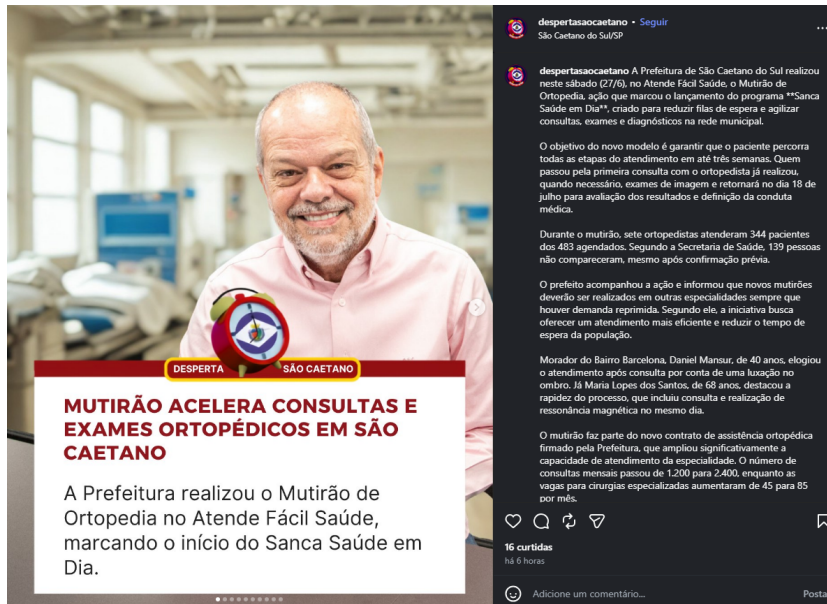 DESPERTA SÃO CAETANO
MUTIRÃO ACELERA CONSULTAS E
EXAMES ORTOPÉDICOS EM SÃO
CAETANO
A Prefeitura realizou o Mutirão de
Ortopedia no Atende Fácil Saúde,
marcando o início do Sanca Saúde em
Dia.
despertasaocaetano • Seguir
São Caetano do Sul/SP
despertasaocaetano A Prefeitura de São Caetano do Sul realizou
neste sábado (27/6), no Atende Fácil Saúde, o Mutirão de
Ortopedia, ação que marcou o lançamento do programa **Sanca
Saúde em Dia**, criado para reduzir filas de espera e agilizar
consultas, exames e diagnósticos na rede municipal.
O objetivo do novo modelo é garantir que o paciente percorra
todas as etapas do atendimento em até três semanas. Quem
passou pela primeira consulta com o ortopedista já realizou,
quando necessário, exames de imagem e retornará no dia 18 de
julho para avaliação dos resultados e definição da conduta
médica.
Durante o mutirão, sete ortopedistas atenderam 344 pacientes
dos 483 agendados. Segundo a Secretaria de Saúde, 139 pessoas
não compareceram, mesmo após confirmação prévia.
O prefeito acompanhou a ação e informou que novos mutirões
deverão ser realizados em outras especialidades sempre que
houver demanda reprimida. Segundo ele, a iniciativa busca
oferecer um atendimento mais eficiente e reduzir o tempo de
espera da população.
Morador do Bairro Barcelona, Daniel Mansur, de 40 anos, elogiou
o atendimento após consulta por conta de uma luxação no
ombro. Já Maria Lopes dos Santos, de 68 anos, destacou a
rapidez do processo, que incluiu consulta e realização de
ressonância magnética no mesmo dia.
O mutirão faz parte do novo contrato de assistência ortopédica
firmado pela Prefeitura, que ampliou significativamente a
capacidade de atendimento da especialidade. O número de
consultas mensais passou de 1.200 para 2.400, enquanto as
vagas para cirurgias especializadas aumentaram de 45 para 85
por mês.
16 curtidas
há 6 horas
Adicione um comentário...
Posta